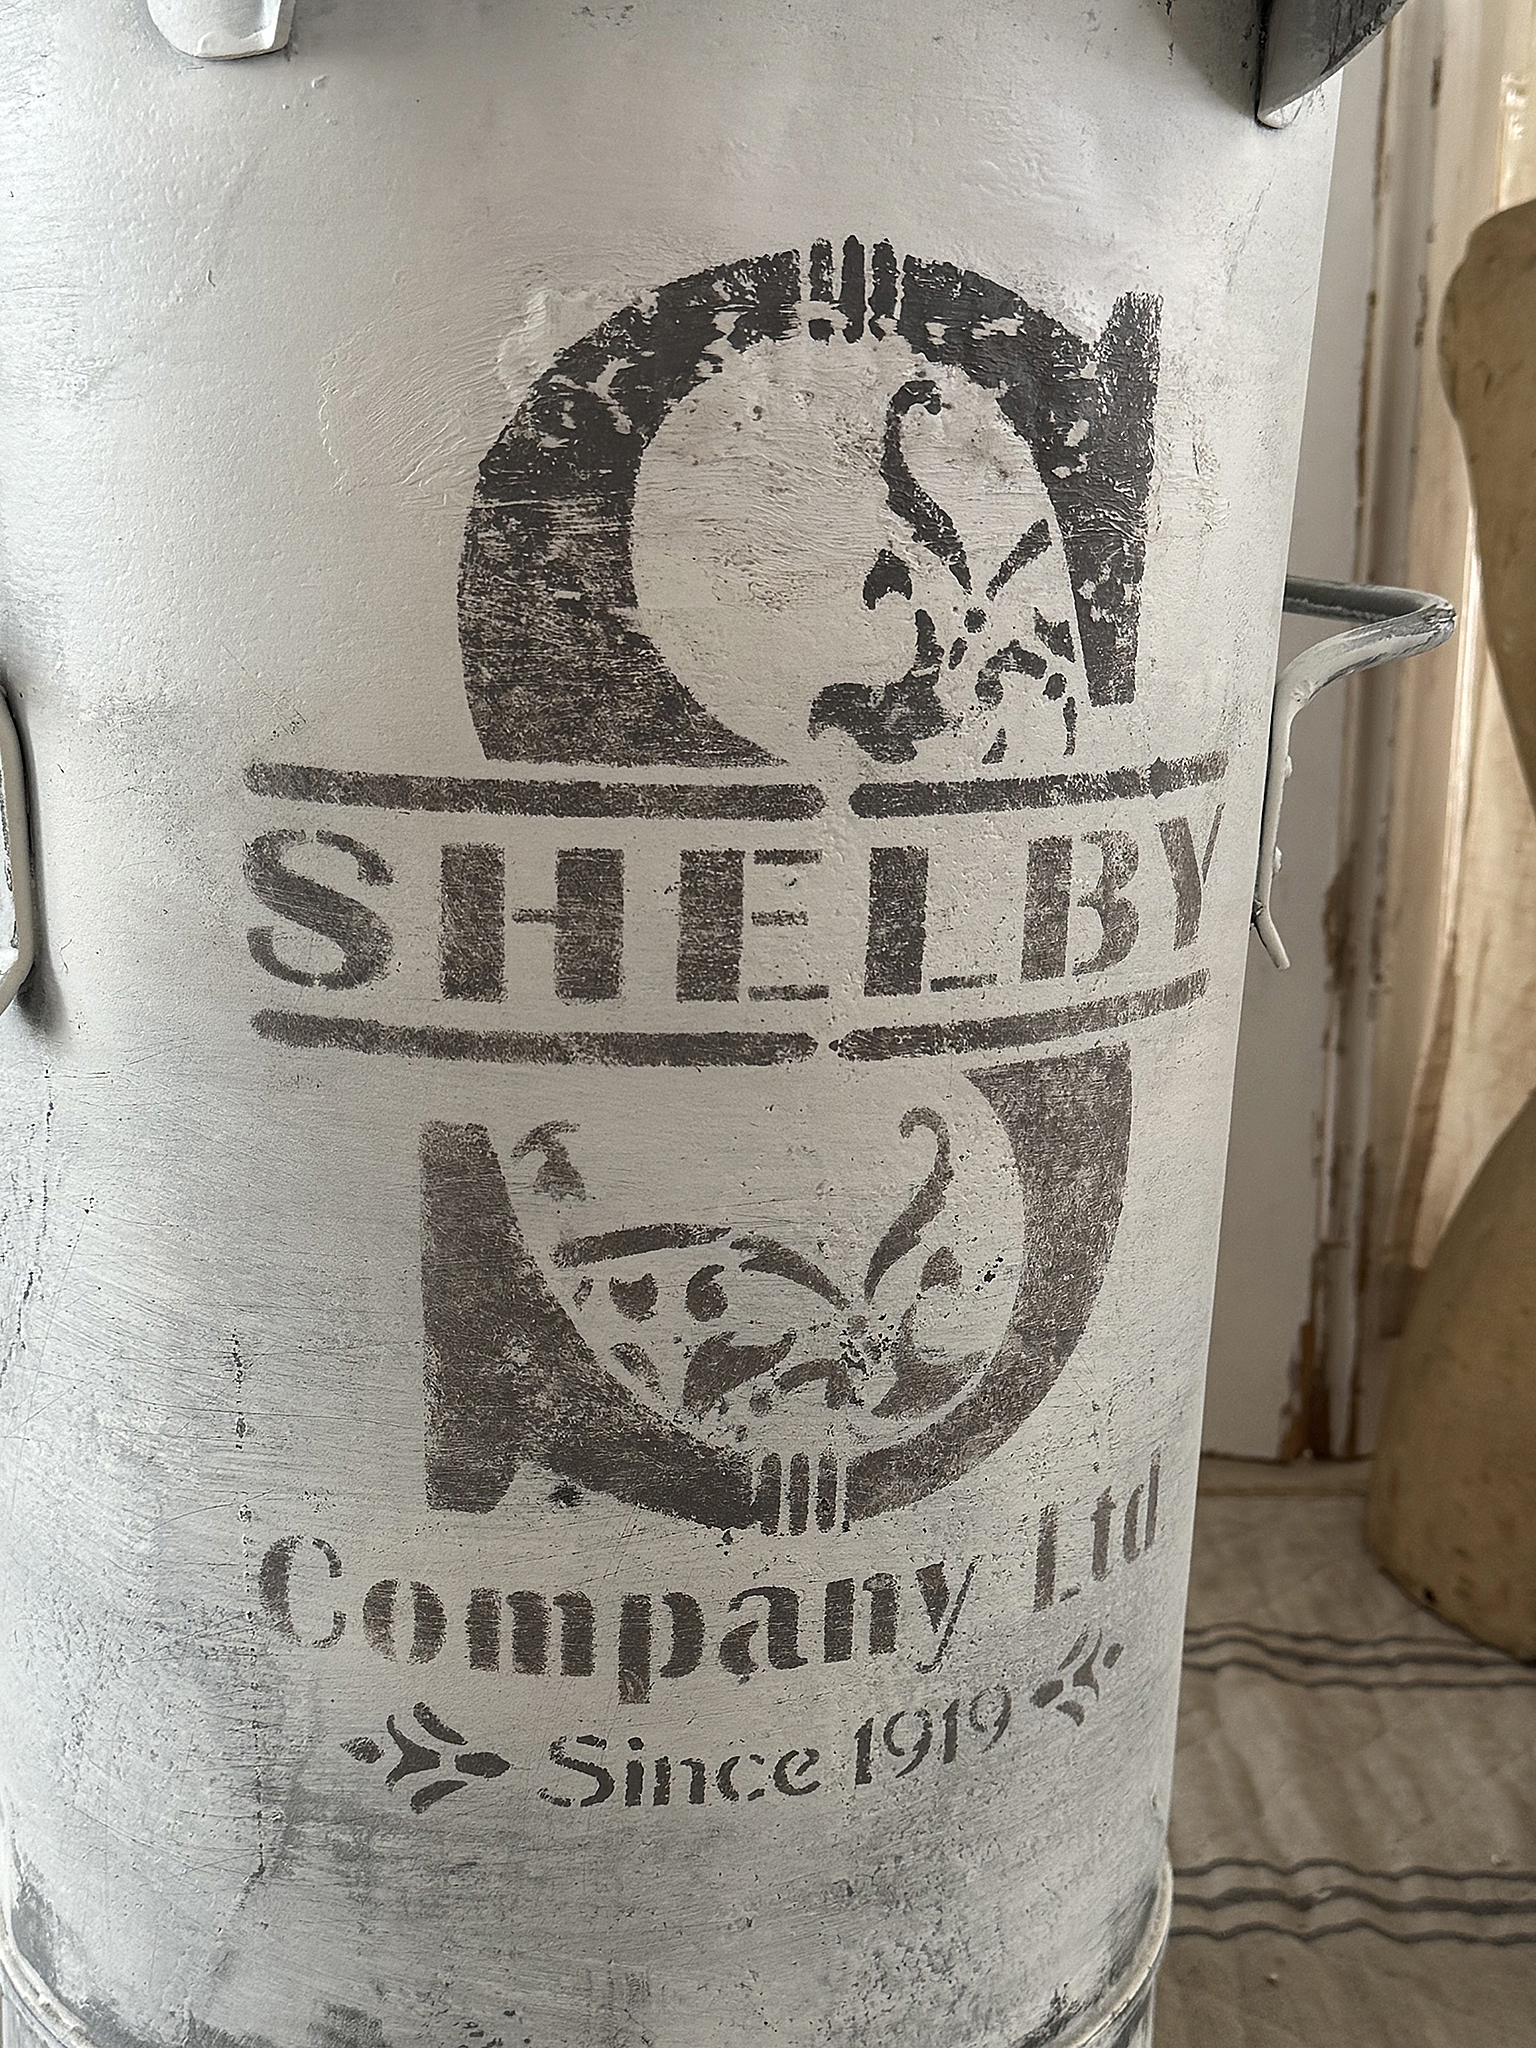 S
SHELBY
Company Ltd
Since 1919